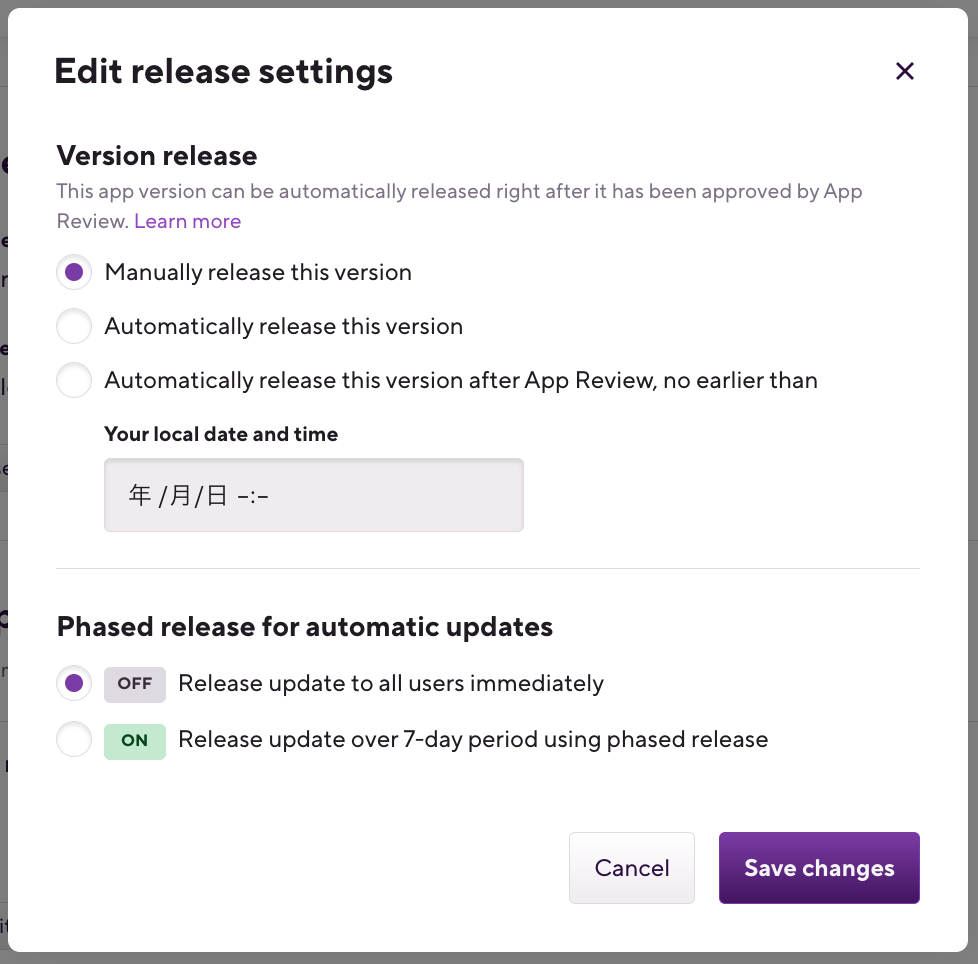 Edit release settings
Version release
This app version can be automatically released right after it has been approved by App
Review. Learn more
Manually release this version
Automatically release this version
Automatically release this version after App Review, no earlier than
Your local date and time
年 /月/日 -:-
Phased release for automatic updates
OFF Release update to all users immediately
ON Release update over 7-day period using phased release
Cancel Save changes